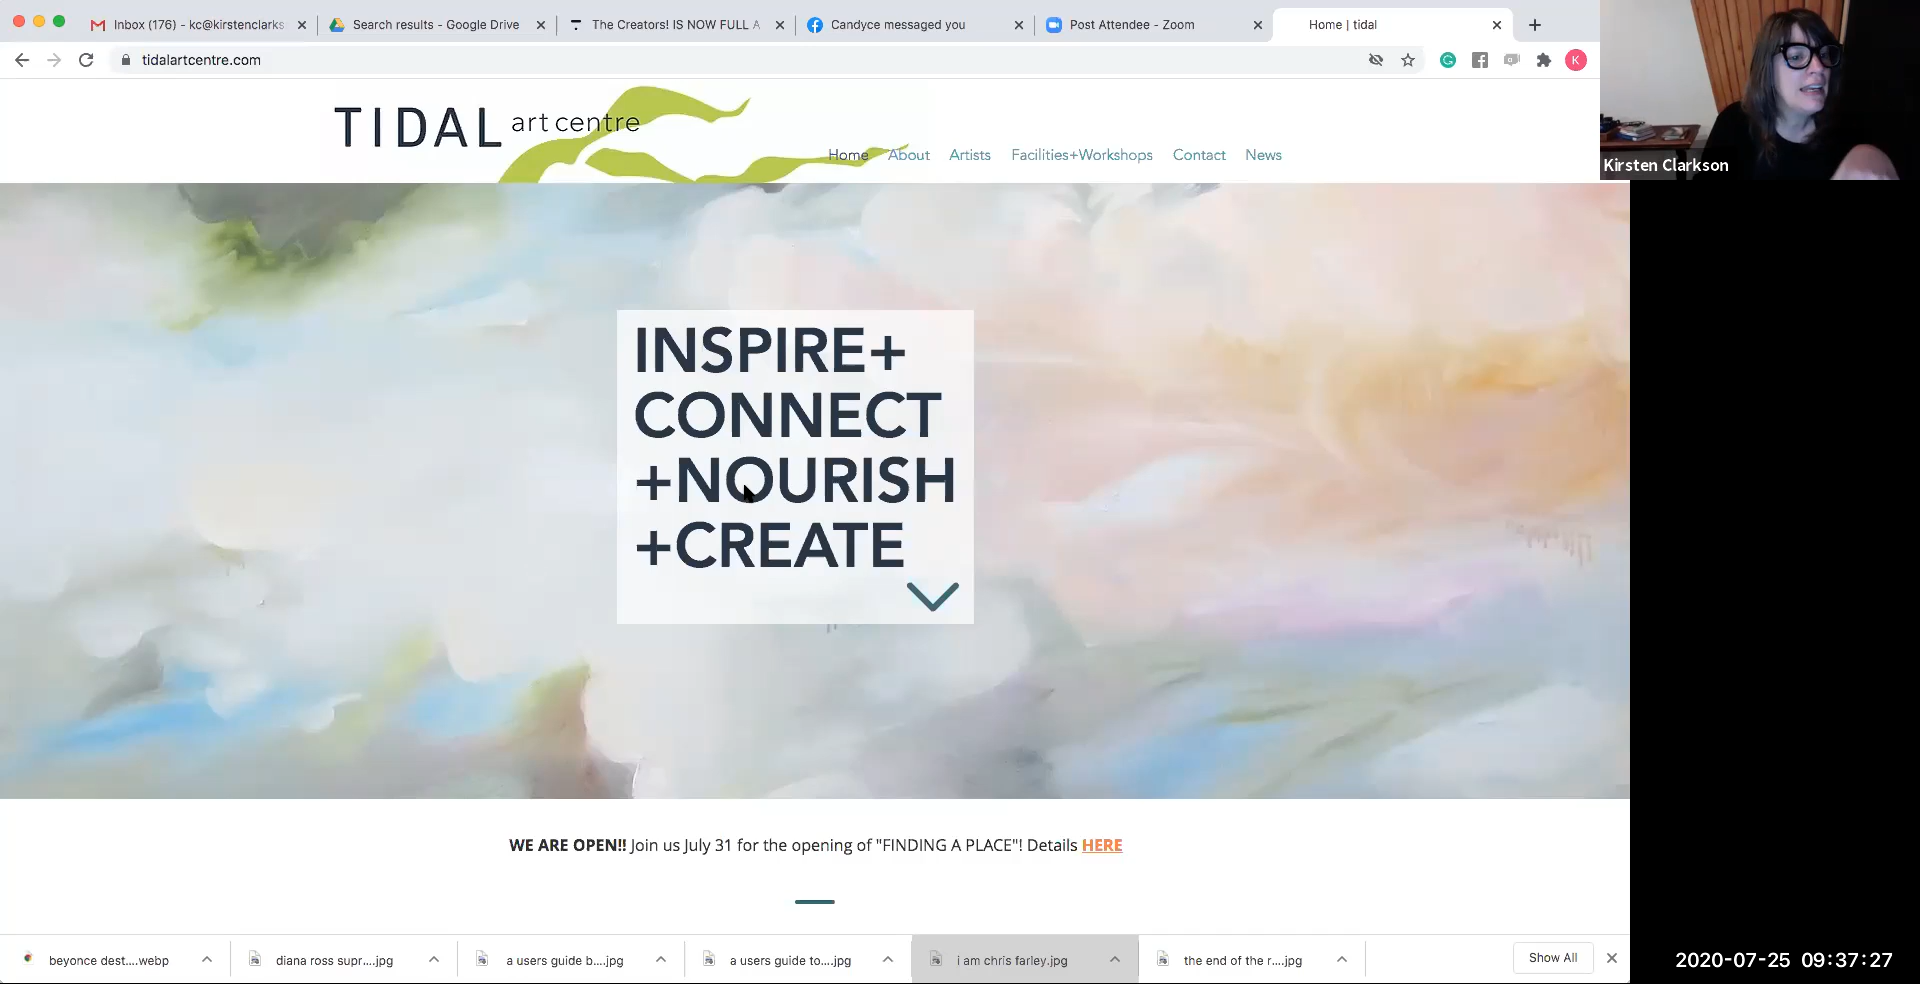 Inbox (176) - kc@kirstenclarks
Search results - Google Drive
The Creators! IS NOW FULL A
Candyce messaged you
Post Attendee - Zoom
Home | tidal
tidalartcentre.com
K
TIDAL art centre
Home About Artists Facilities+Workshops Contact News
Kirsten Clarkson
INSPIRE+
CONNECT
+NOURISH
+CREATE
WE ARE OPEN!! Join us July 31 for the opening of "FINDING A PLACE"! Details HERE
beyonce dest....webp
diana ross supr....jpg
a users guide b....jpg
a users guide to....jpg
i am chris farley.jpg
the end of the r....jpg
Show All
2020-07-25 09:37:27